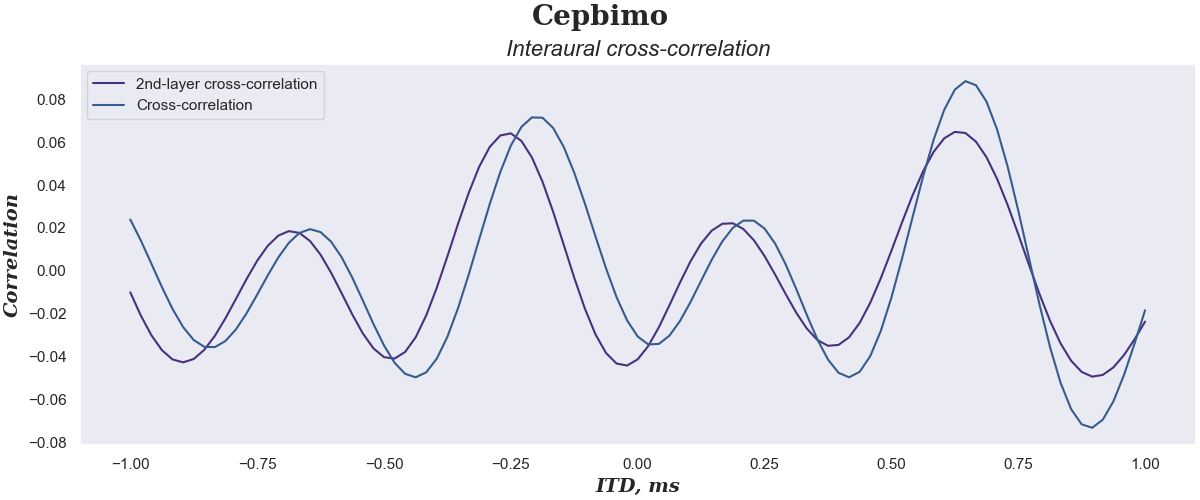 Cepbimo
Interaural cross-correlation
2nd-layer cross-correlation
Cross-correlation
Correlation
0.08
0.06
0.04
0.02
0.00
−0.02
−0.04
−0.06
−0.08
−1.00 −0.75 −0.50 −0.25 0.00 0.25 0.50 0.75 1.00
ITD, ms